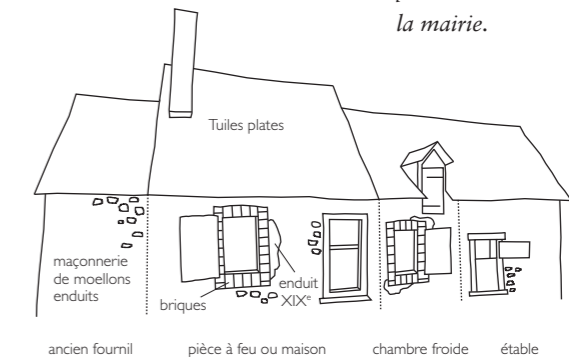 la mairie.
Tuiles plates
maçonnerie
de moellons
enduits
briques
enduit
XIXᵉ
ancien fournil
pièce à feu ou maison
chambre froide
étable